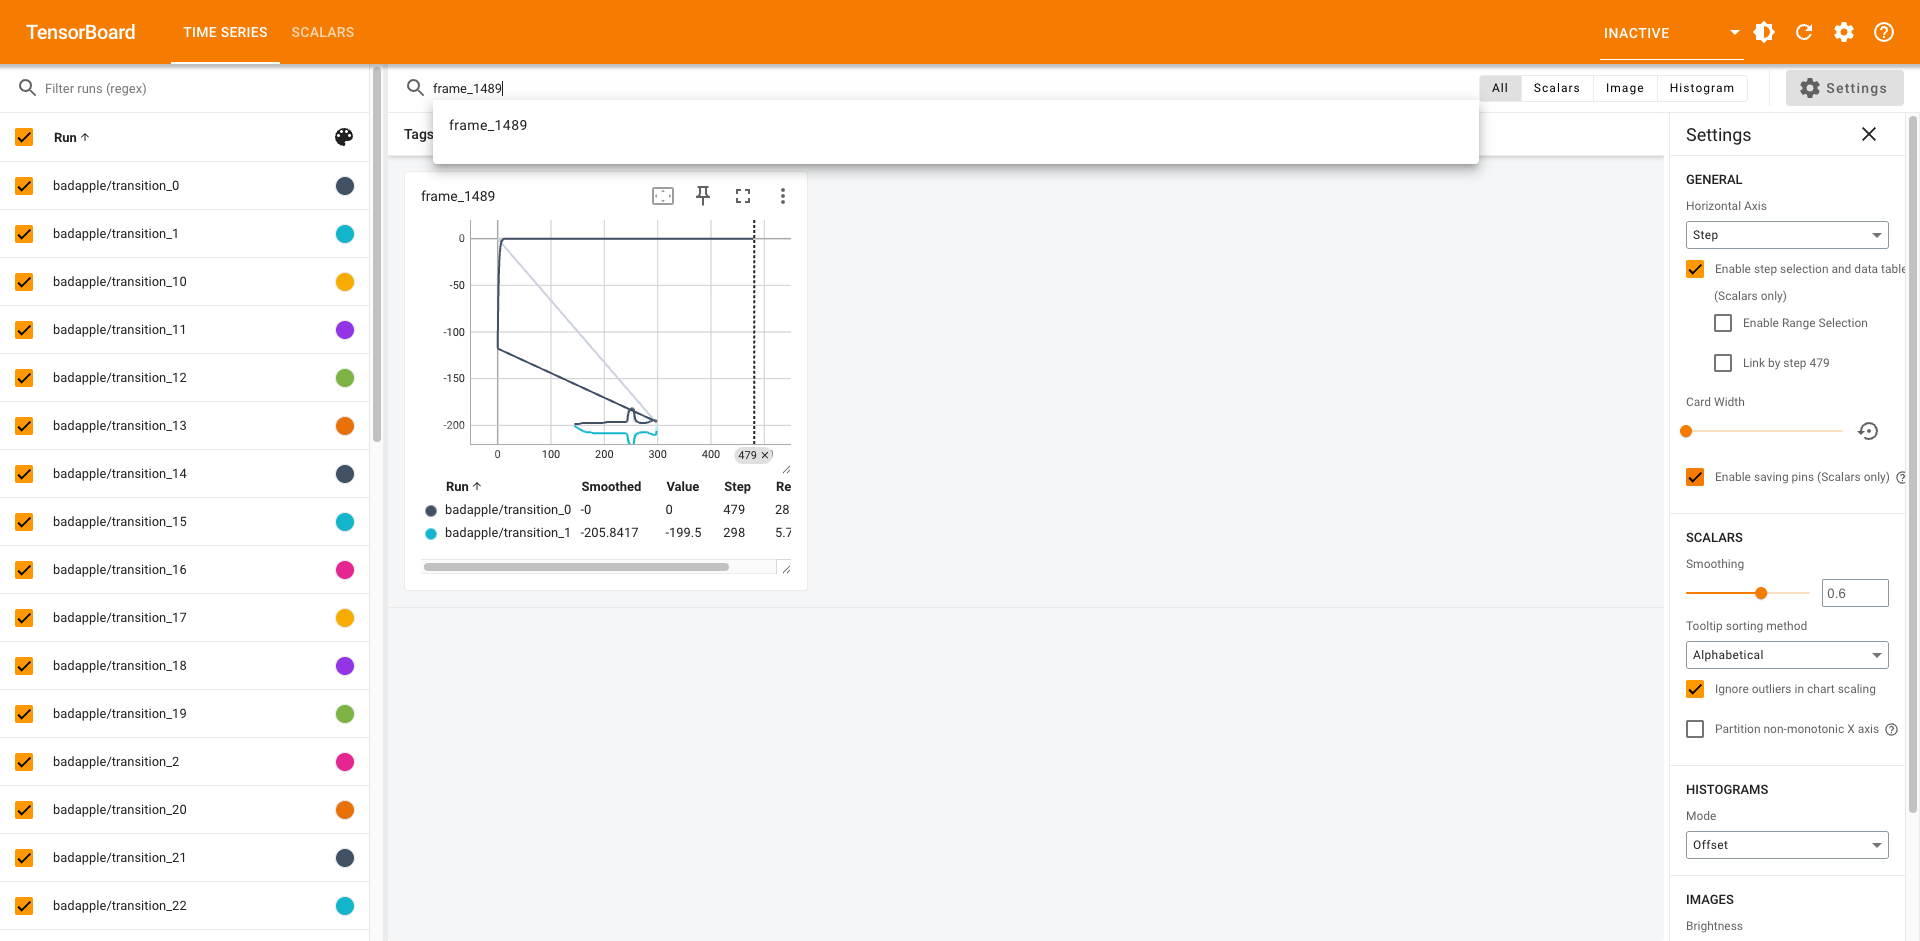 TensorBoard
TIME SERIES
SCALARS
INACTIVE
Filter runs (regex)
frame_1489
All
Scalars
Image
Histogram
Settings
frame_1489
Run
Tags
Settings
badapple/transition_0
badapple/transition_1
badapple/transition_10
badapple/transition_11
badapple/transition_12
badapple/transition_13
badapple/transition_14
badapple/transition_15
badapple/transition_16
badapple/transition_17
badapple/transition_18
badapple/transition_19
badapple/transition_2
badapple/transition_20
badapple/transition_21
badapple/transition_22
frame_1489
0
-50
-100
-150
-200
0 100 200 300 400 479
Run Smoothed Value Step Re
badapple/transition_0 -0 0 479 28.
badapple/transition_1 -205.8417 -199.5 298 5.7
GENERAL
Horizontal Axis
Step
Enable step selection and data table
(Scalars only)
Enable Range Selection
Link by step 479
Card Width
Enable saving pins (Scalars only)
SCALARS
Smoothing
0.6
Tooltip sorting method
Alphabetical
Ignore outliers in chart scaling
Partition non-monotonic X axis
HISTOGRAMS
Mode
Offset
IMAGES
Brightness